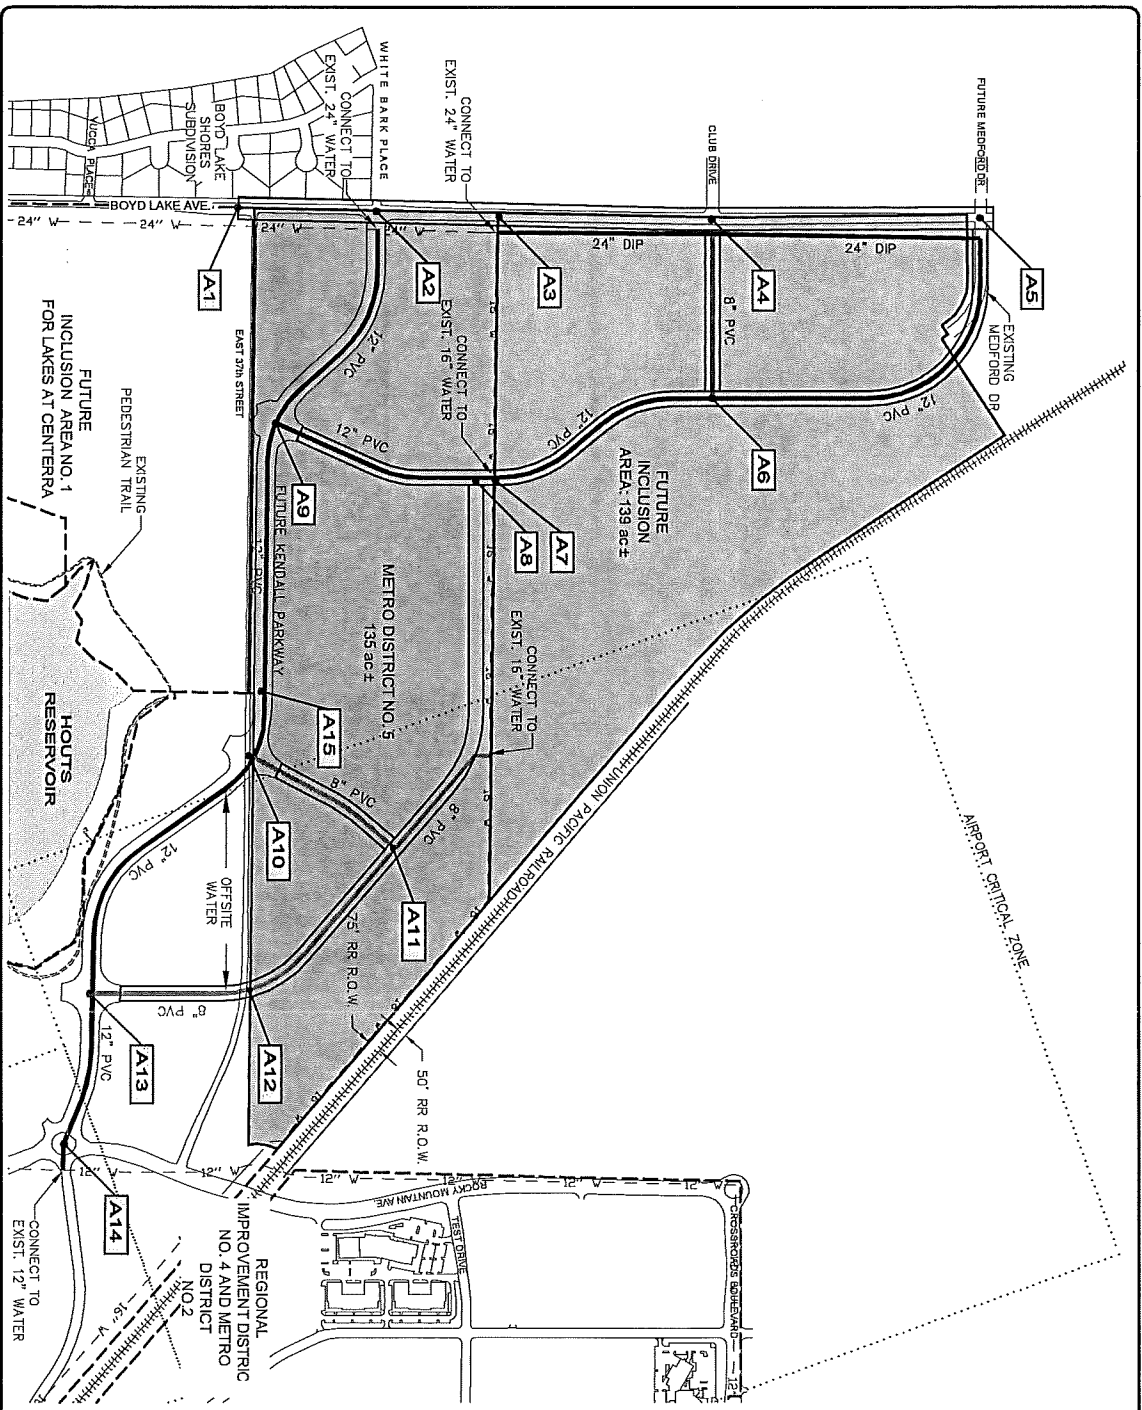 WHITE BARK PLACE
CONNECT TO
EXIST. 24" WATER
CONNECT TO
EXIST. 24" WATER
CLUB DRIVE
FUTURE MEDFORD DR
BOYD LAKE
SHORES
SUBDIVISION
YUCCA PLACE
BOYD LAKE AVE.
24" W
24" W
24" W
24" W
24" DIP
24" DIP
A1
A2
A3
A4
A5
EXISTING
MEDFORD DR
8" PVC
12" PVC
EAST 37th STREET
CONNECT TO
EXIST. 16" WATER
12" PVC
12" PVC
12" PVC
A6
A7
A8
A9
FUTURE
INCLUSION
AREA: 139 ac±
FUTURE
INCLUSION AREA NO. 1
FOR LAKES AT CENTERRA
EXISTING
PEDESTRIAN TRAIL
12" PVC
FUTURE KENDALL PARKWAY
METRO DISTRICT NO. 5
135 ac±
CONNECT TO
EXIST. 16" WATER
HOUTS
RESERVOIR
A15
8" PVC
8" PVC
A10
A11
UNION PACIFIC RAILROAD
AIRPORT CRITICAL ZONE
12" PVC
OFFSITE
WATER
75' RR R.O.W.
50' RR R.O.W.
8" PVC
A12
A13
12" PVC
A14
12" W
12" W
12" W
12" W
12" W
12"
ROCKY MOUNTAIN AVE
TEST DRIVE
CROSSROADS BOULEVARD
CONNECT TO
EXIST. 12" WATER
16" W
REGIONAL
IMPROVEMENT DISTRIC
NO. 4 AND METRO
DISTRICT
NO.2